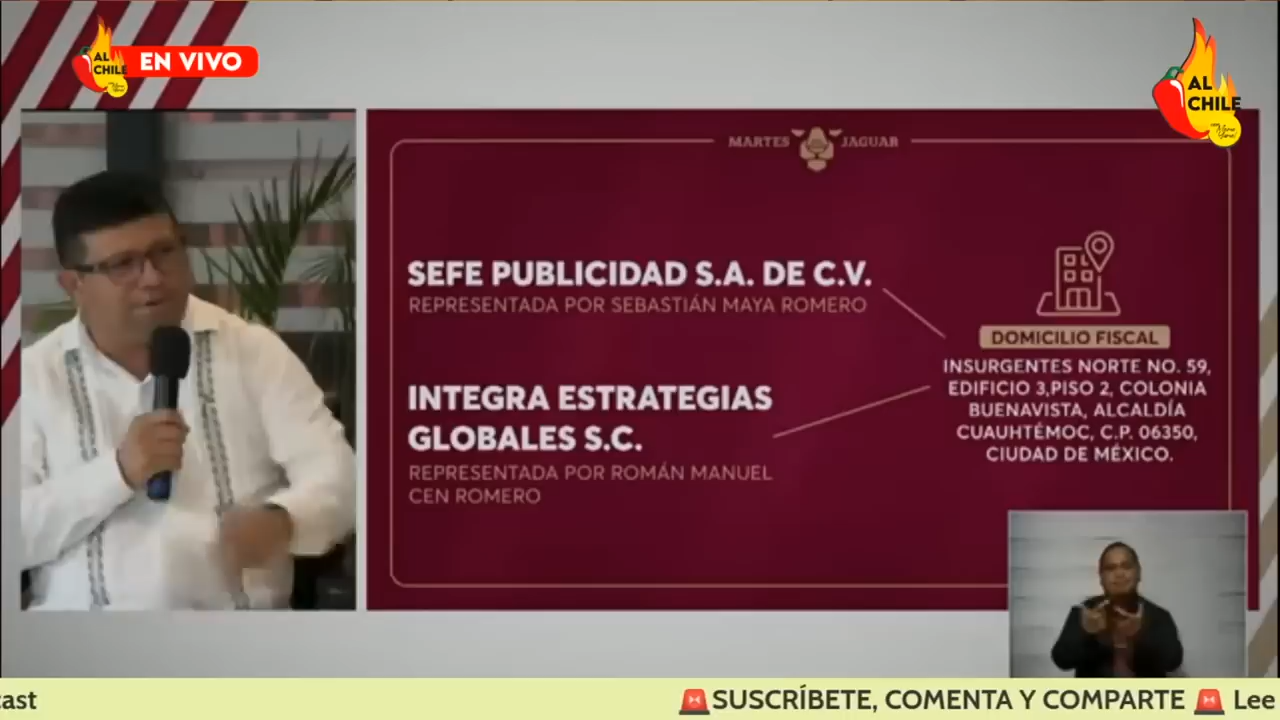 AL
CHILE
EN VIVO
AL
CHILE
MARTES JAGUAR
SEFE PUBLICIDAD S.A. DE C.V.
REPRESENTADA POR SEBASTIÁN MAYA ROMERO
INTEGRA ESTRATEGIAS
GLOBALES S.C.
REPRESENTADA POR ROMÁN MANUEL
CEN ROMERO
DOMICILIO FISCAL
INSURGENTES NORTE NO. 59,
EDIFICIO 3,PISO 2, COLONIA
BUENAVISTA, ALCALDÍA
CUAUHTÉMOC, C.P. 06350,
CIUDAD DE MÉXICO.
cast 🚨SUSCRÍBETE, COMENTA Y COMPARTE 🚨 Lee